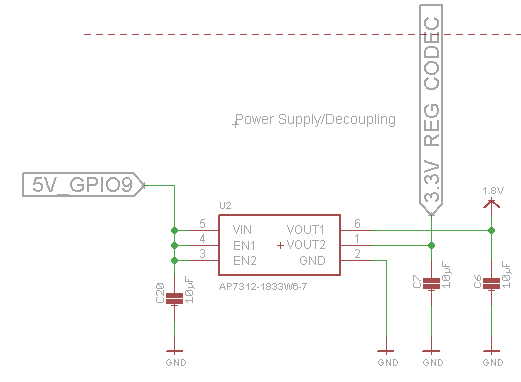 3.3V REG CODEC
Power Supply/Decoupling
5V_GPIO9
1.8V
U2
5 VIN VOUT1 6
4 EN1 VOUT2 1
3 EN2 GND 2
AP7312-1833W6-7
C20 10µF
C7 10µF
C6 10µF
GND GND GND GND